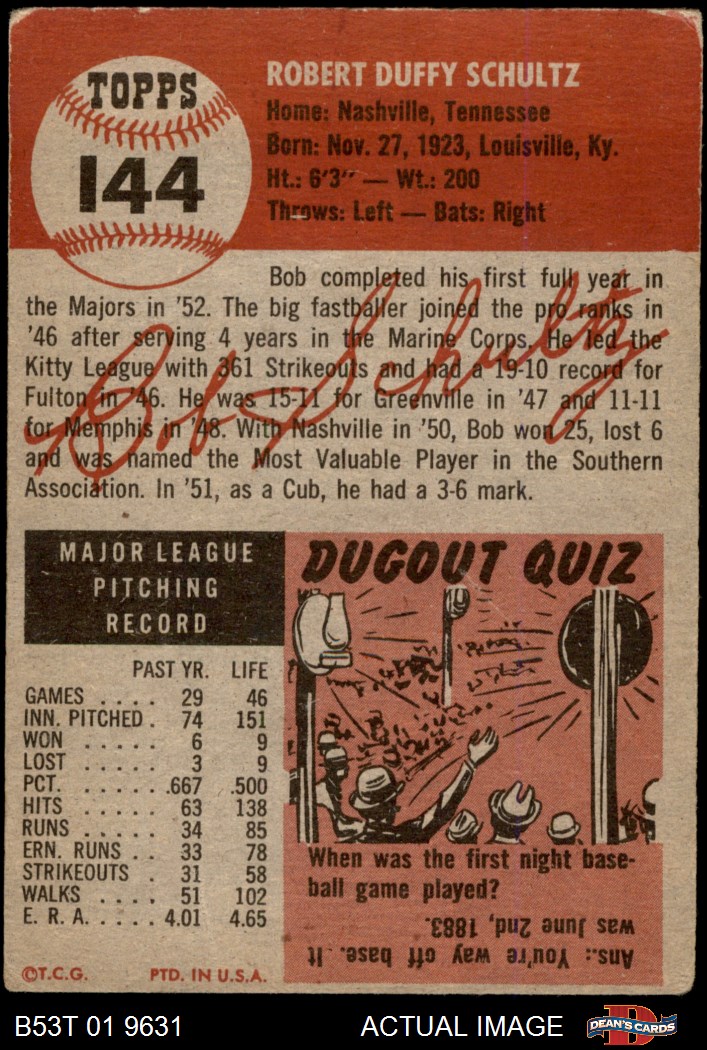 TOPPS
144
ROBERT DUFFY SCHULTZ
Home: Nashville, Tennessee
Born: Nov. 27, 1923, Louisville, Ky.
Ht.: 6'3" — Wt.: 200
Throws: Left — Bats: Right
Bob completed his first full year in
the Majors in '52. The big fastballer joined the pro ranks in
'46 after serving 4 years in the Marine Corps. He led the
Kitty League with 361 Strikeouts and had a 19-10 record for
Fulton in '46. He was 15-11 for Greenville in '47 and 11-11
for Memphis in '48. With Nashville in '50, Bob won 25, lost 6
and was named the Most Valuable Player in the Southern
Association. In '51, as a Cub, he had a 3-6 mark.
Bob Schultz
MAJOR LEAGUE
PITCHING
RECORD
PAST YR. LIFE
GAMES . . . . 29 46
INN. PITCHED . 74 151
WON . . . . . 6 9
LOST . . . . . 3 9
PCT. . . . . . .667 .500
HITS . . . . . 63 138
RUNS . . . . . 34 85
ERN. RUNS . . 33 78
STRIKEOUTS . 31 58
WALKS . . . . 51 102
E. R. A. . . . . 4.01 4.65
©T.C.G. PTD. IN U.S.A.
DUGOUT QUIZ
When was the first night base-
ball game played?
Ans.: You're way off base. It
was June 2nd, 1883.
B53T 01 9631 ACTUAL IMAGE
D
DEAN'S CARDS